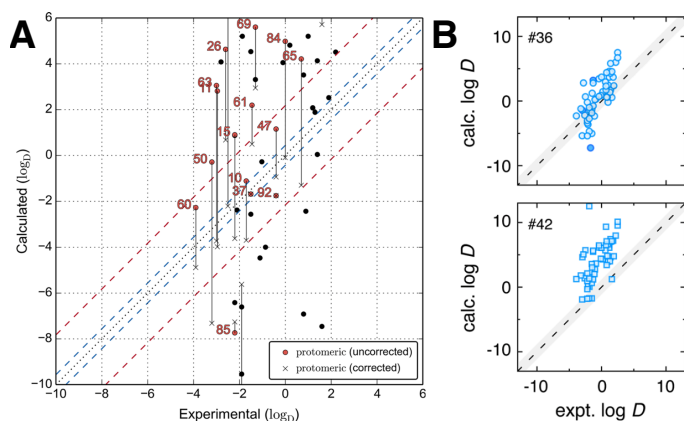 A
Calculated (log_D)
6
4
2
0
−2
−4
−6
−8
−10
69
84
26
65
63
11
61
15
47
50
10
37
92
60
85
protomeric (uncorrected)
protomeric (corrected)
−10 −8 −6 −4 −2 0 2 4 6
Experimental (log_D)
B
#36
calc. log D
10
0
-10
#42
calc. log D
10
0
-10
-10 0 10
expt. log D